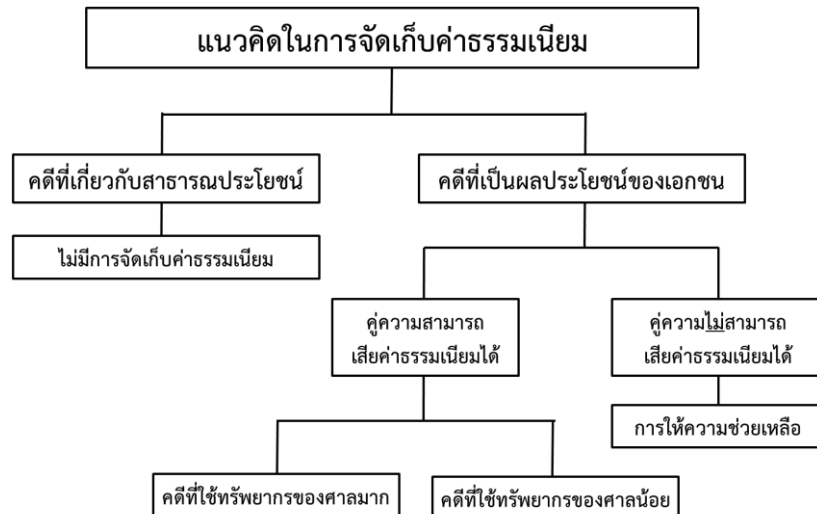 แนวคิดในการจัดเก็บค่าธรรมเนียม
คดีที่เกี่ยวกับสาธารณประโยชน์
คดีที่เป็นผลประโยชน์ของเอกชน
ไม่มีการจัดเก็บค่าธรรมเนียม
คู่ความสามารถ
เสียค่าธรรมเนียมได้
คู่ความไม่สามารถ
เสียค่าธรรมเนียมได้
การให้ความช่วยเหลือ
คดีที่ใช้ทรัพยากรของศาลมาก
คดีที่ใช้ทรัพยากรของศาลน้อย